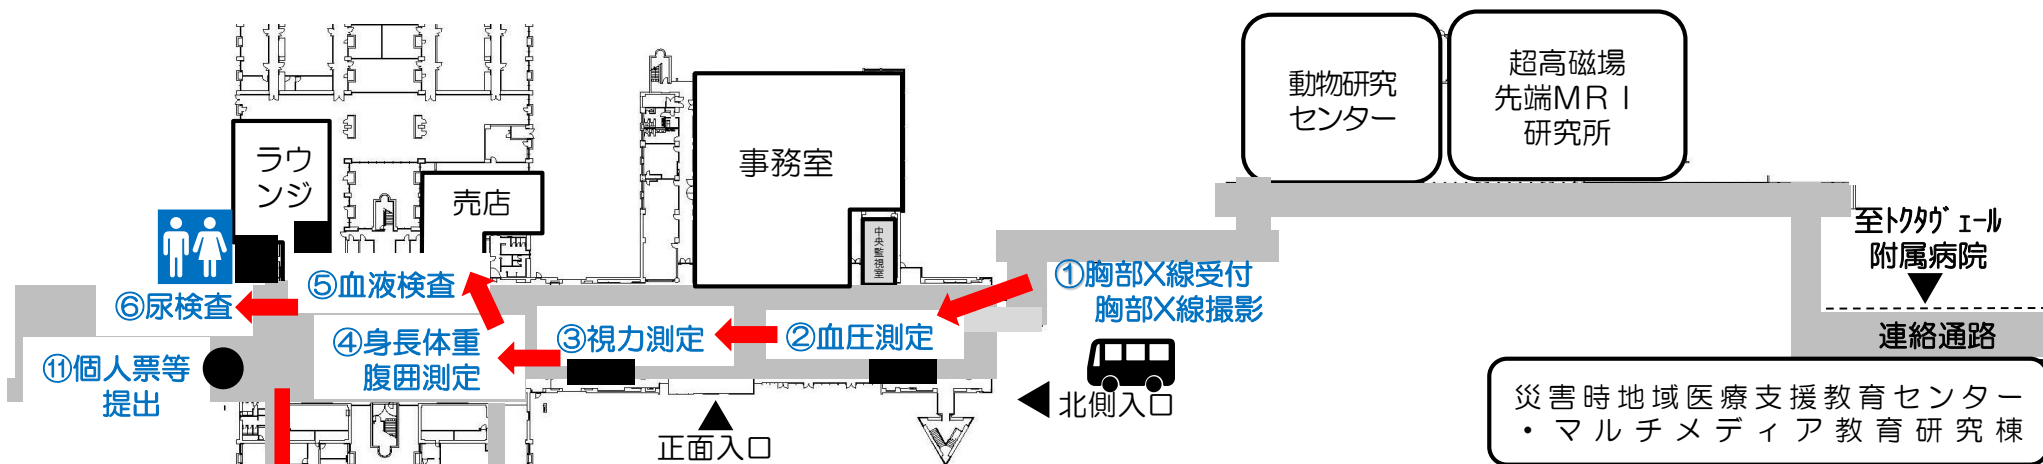 動物研究
センター
超高磁場
先端MRI
研究所
ラウ
ンジ
売店
事務室
中央監視室
至トクタヴェール
附属病院
連絡通路
①胸部X線受付
胸部X線撮影
②血圧測定
③視力測定
④身長体重
腹囲測定
⑤血液検査
⑥尿検査
⑪個人票等
提出
正面入口
北側入口
災害時地域医療支援教育センター
・マルチメディア教育研究棟